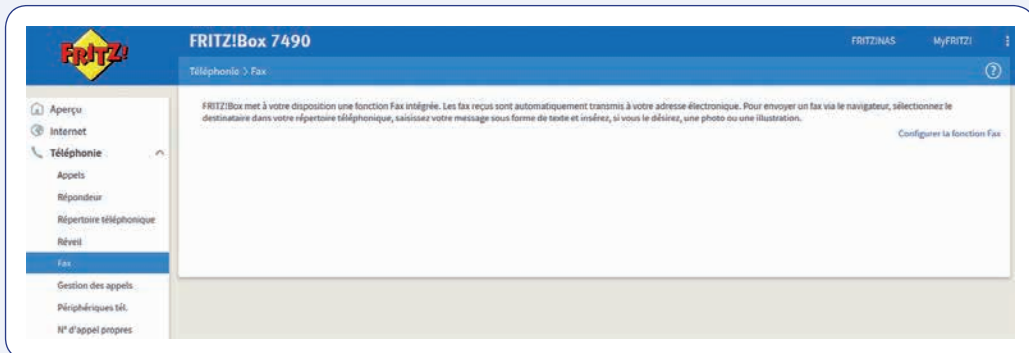 FRITZ!
FRITZ!Box 7490
FRITZ!NAS
MyFRITZ!
Téléphonie > Fax
?
Aperçu
Internet
Téléphonie
Appels
Répondeur
Répertoire téléphonique
Réveil
Fax
Gestion des appels
Périphériques tél.
N° d'appel propres
FRITZ!Box met à votre disposition une fonction Fax intégrée. Les fax reçus sont automatiquement transmis à votre adresse électronique. Pour envoyer un fax via le navigateur, sélectionnez le
destinataire dans votre répertoire téléphonique, saisissez votre message sous forme de texte et insérez, si vous le désirez, une photo ou une illustration.
Configurer la fonction Fax